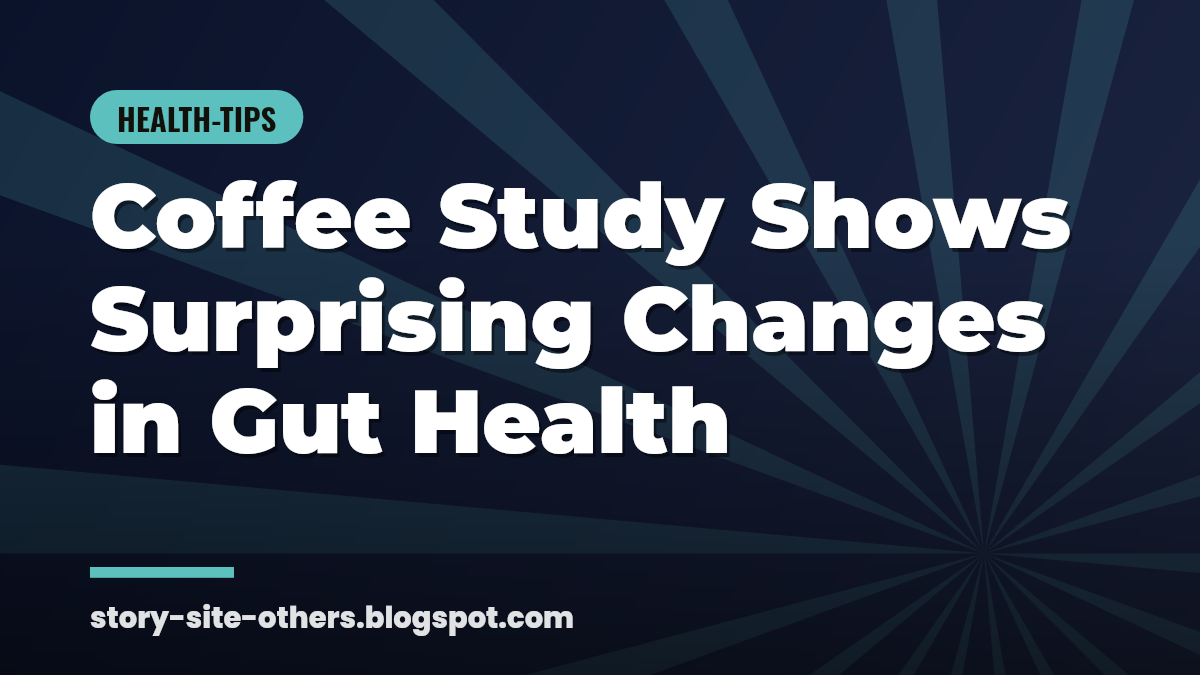 HEALTH-TIPS
Coffee Study Shows
Surprising Changes
in Gut Health
story-site-others.blogspot.com